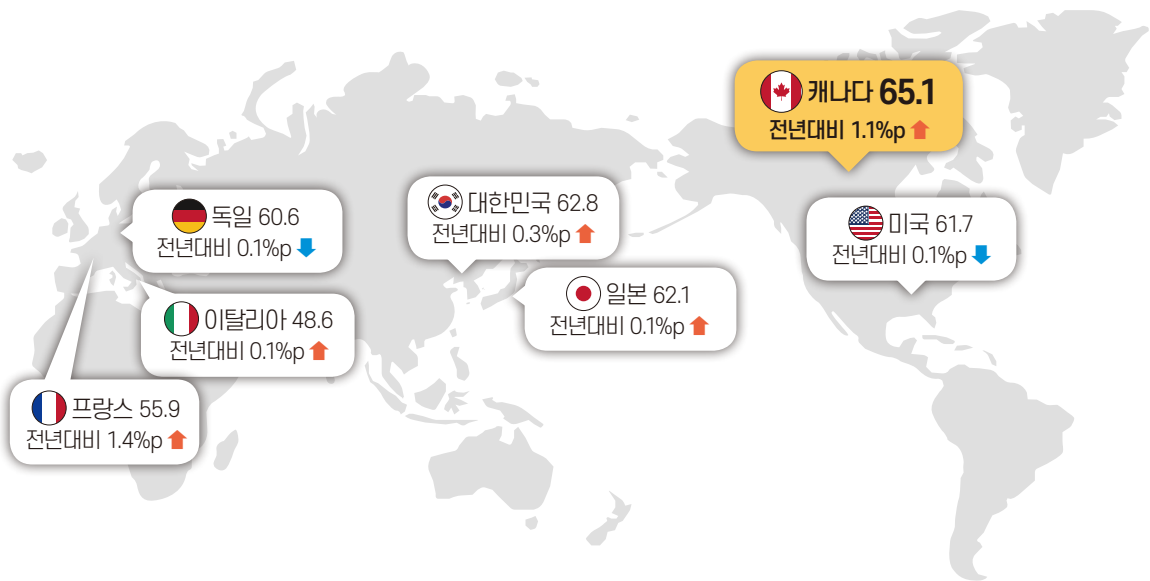 캐나다 65.1
전년대비 1.1%p
독일 60.6
전년대비 0.1%p
대한민국 62.8
전년대비 0.3%p
미국 61.7
전년대비 0.1%p
일본 62.1
전년대비 0.1%p
이탈리아 48.6
전년대비 0.1%p
프랑스 55.9
전년대비 1.4%p